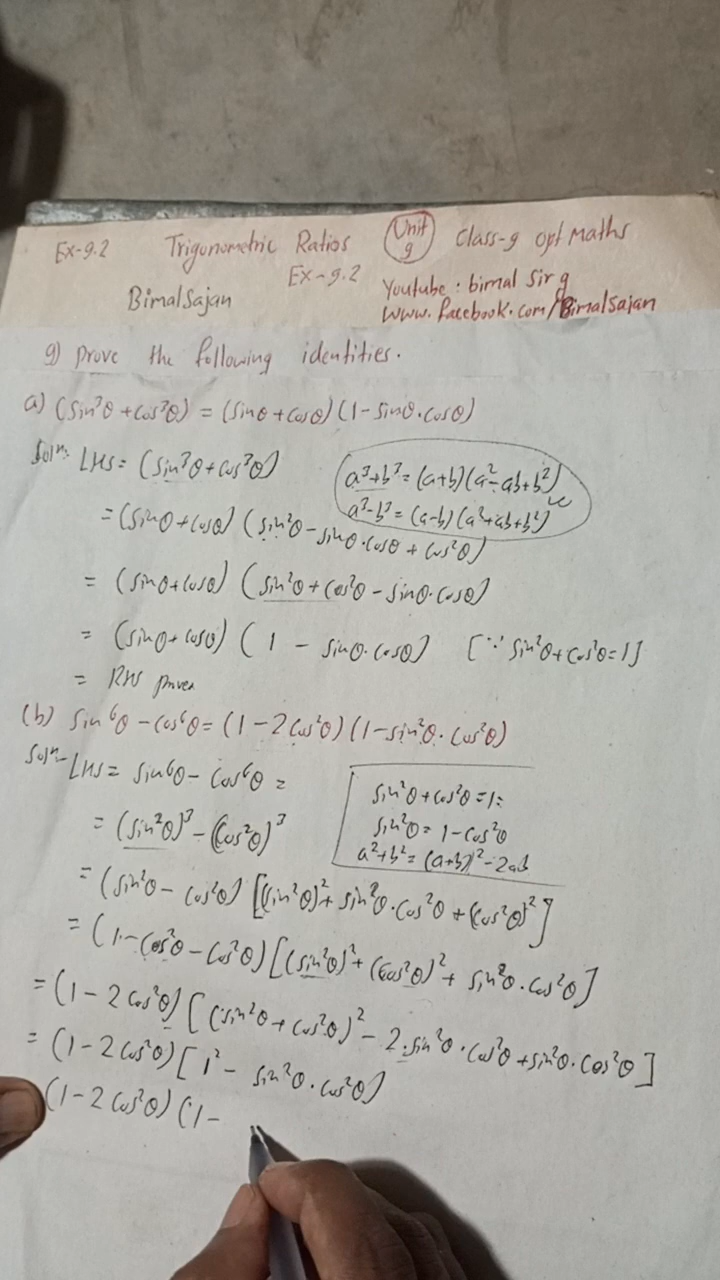 Ex-9.2 Trigonometric Ratios Unit 9 Class-9 Opt Maths
Ex-9.2
BimalSajan Youtube : bimal Sir g
www.facebook.com/BimalSajan
9) Prove the following identities.
a) (Sin³θ + Cos³θ) = (Sinθ + cosθ) (1 - Sinθ.cosθ)
Solⁿ: LHS = (Sin³θ + Cos³θ)
a³+b³ = (a+b)(a²-ab+b²)
a³-b³ = (a-b)(a²+ab+b²)
= (Sinθ + Cosθ) (Sin²θ - Sinθ.Cosθ + Cos²θ)
= (Sinθ + Cosθ) (Sin²θ + Cos²θ - Sinθ.Cosθ)
= (Sinθ + Cosθ) (1 - Sinθ.Cosθ) [∵ Sin²θ + Cos²θ = 1]
= RHS proven
(b) Sin⁶θ - Cos⁶θ = (1 - 2Cos²θ) (1 - Sin²θ. Cos²θ)
Solⁿ- LHS = Sin⁶θ - Cos⁶θ =
Sin²θ + Cos²θ = 1:
Sin²θ = 1 - Cos²θ
a²+b² = (a+b)² - 2ab
= (Sin²θ)³ - (Cos²θ)³
= (Sin²θ - Cos²θ) [(Sin²θ)² + Sin²θ.Cos²θ + (Cos²θ)²]
= (1 - Cos²θ - Cos²θ) [(Sin²θ)² + (Cos²θ)² + Sin²θ.Cos²θ]
= (1 - 2Cos²θ) [(Sin²θ + Cos²θ)² - 2.Sin²θ.Cos²θ + Sin²θ.Cos²θ]
= (1 - 2Cos²θ) [1² - Sin²θ.Cos²θ)
(1 - 2Cos²θ) (1 -